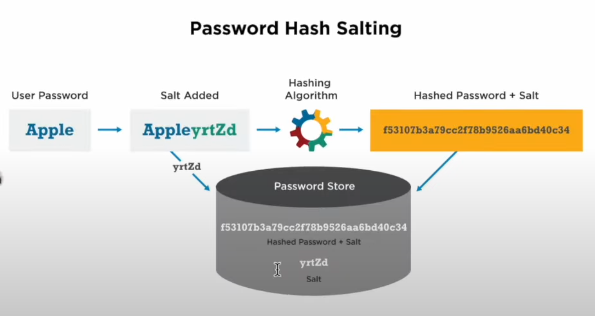 Password Hash Salting
User Password
Salt Added
Hashing
Algorithm
Hashed Password + Salt
Apple
AppleyrtZd
f53107b3a79cc2f78b9526aa6bd40c34
yrtZd
Password Store
f53107b3a79cc2f78b9526aa6bd40c34
Hashed Password + Salt
yrtZd
Salt